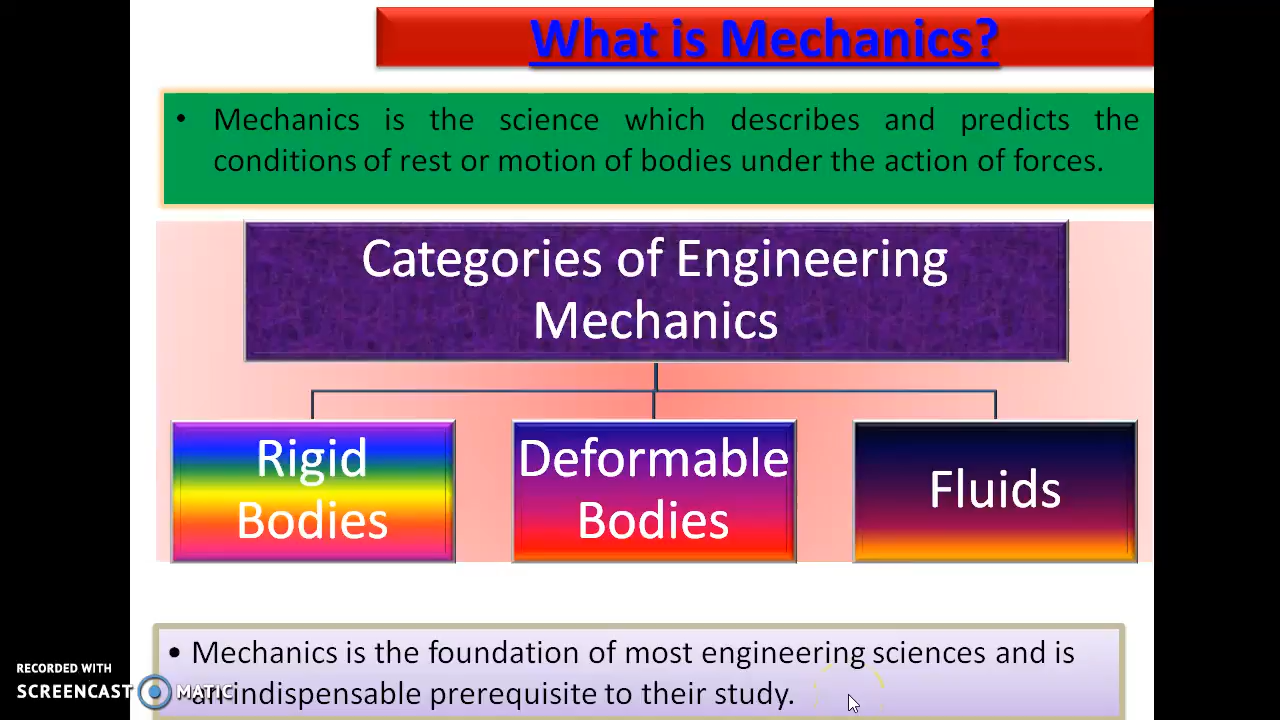 What is Mechanics?
• Mechanics is the science which describes and predicts the
conditions of rest or motion of bodies under the action of forces.
Categories of Engineering
Mechanics
Rigid
Bodies
Deformable
Bodies
Fluids
• Mechanics is the foundation of most engineering sciences and is
an indispensable prerequisite to their study.
RECORDED WITH
SCREENCAST MATIC